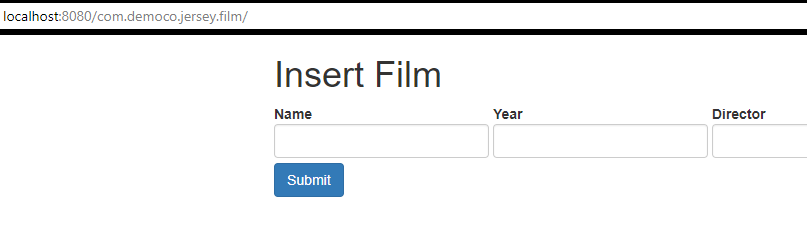 localhost:8080/com.democo.jersey.film/
Insert Film
Name Year Director
Submit